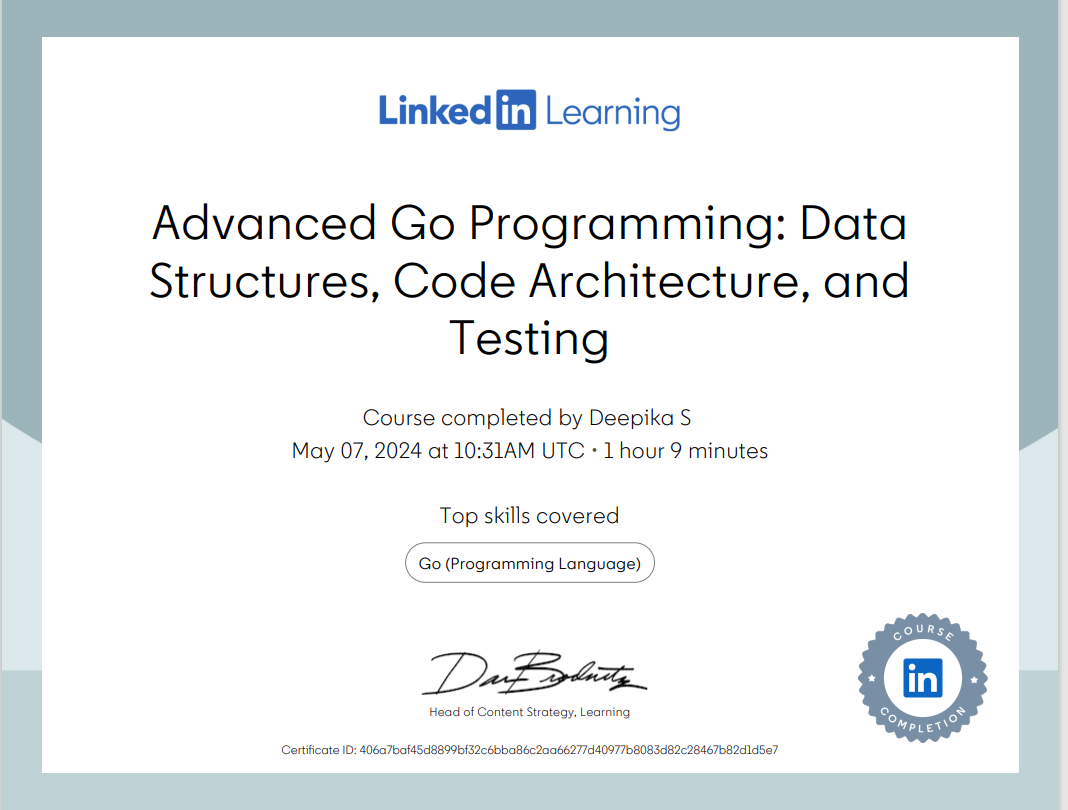 Linkedin Learning
Advanced Go Programming: Data
Structures, Code Architecture, and
Testing
Course completed by Deepika S
May 07, 2024 at 10:31AM UTC • 1 hour 9 minutes
Top skills covered
Go (Programming Language)
Dan Brodnitz
Head of Content Strategy, Learning
COURSE
in
COMPLETION
Certificate ID: 406a7baf45d8899bf32c6bba86c2aa66277d40977b8083d82c28467b82d1d5e7